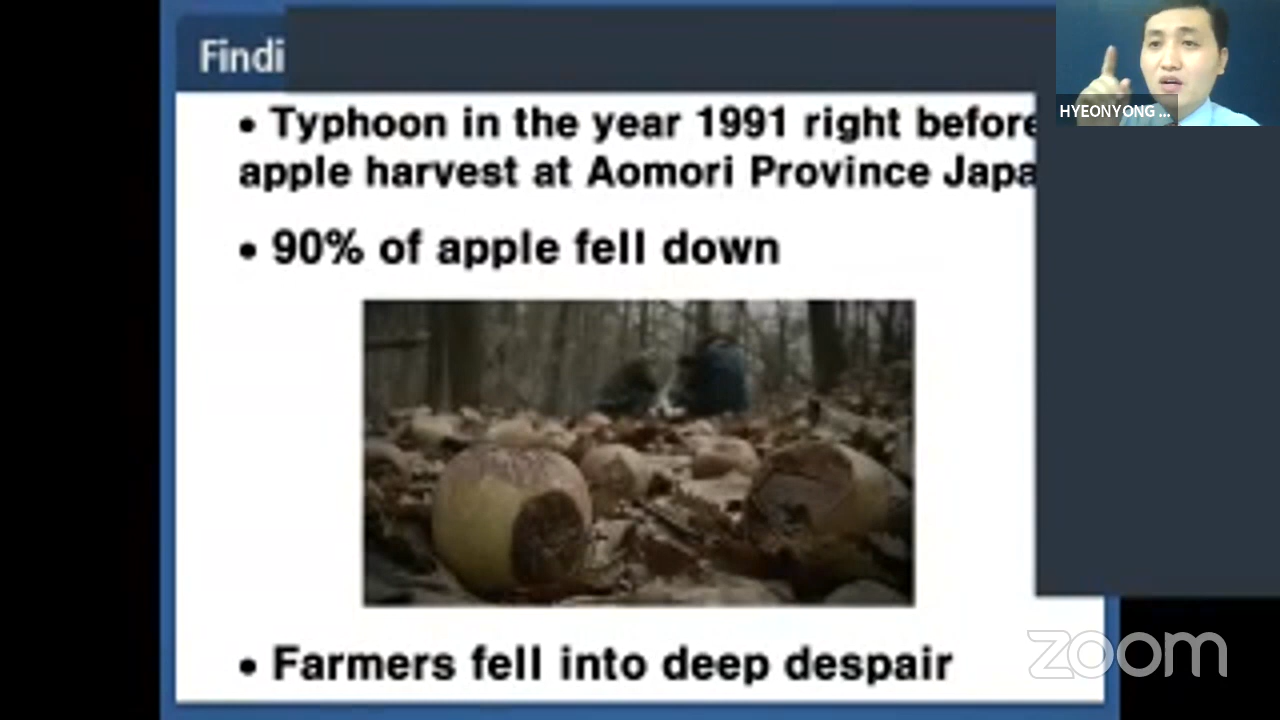 Findi
HYEONYONG ...
• Typhoon in the year 1991 right before
apple harvest at Aomori Province Japa
• 90% of apple fell down
• Farmers fell into deep despair
zoom